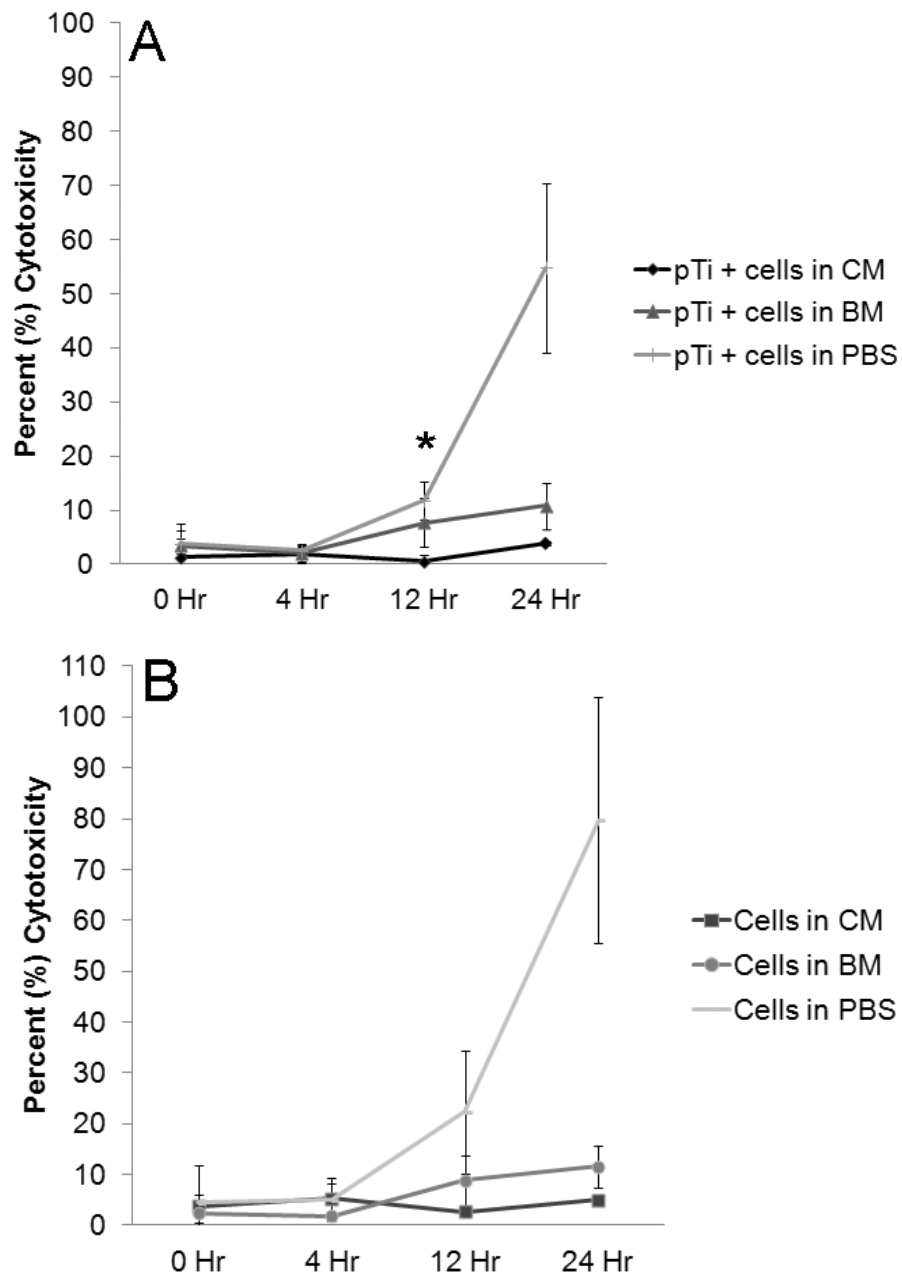 A
100
90
80
70
60
50
40
30
20
10
0
Percent (%) Cytotoxicity
*
0 Hr 4 Hr 12 Hr 24 Hr
pTi + cells in CM
pTi + cells in BM
pTi + cells in PBS
B
110
100
90
80
70
60
50
40
30
20
10
0
Percent (%) Cytotoxicity
0 Hr 4 Hr 12 Hr 24 Hr
Cells in CM
Cells in BM
Cells in PBS